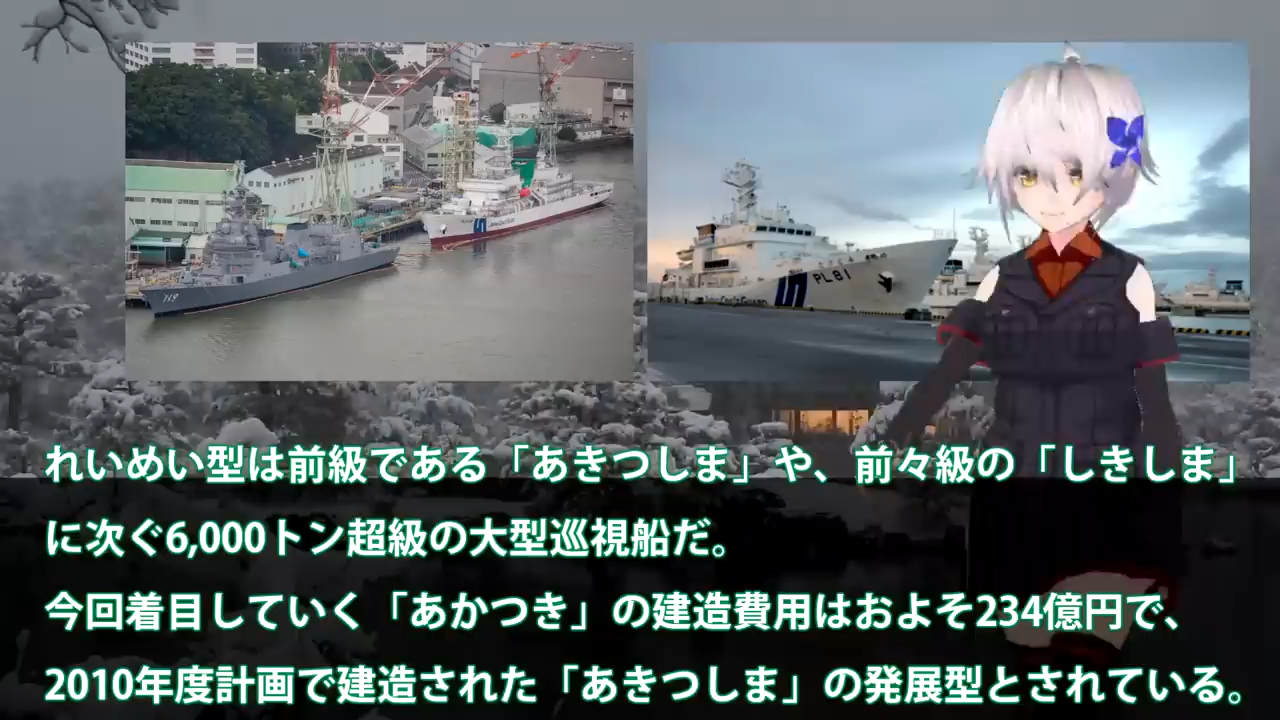 119
PL81
れいめい型は前級である「あきつしま」や、前々級の「しきしま」
に次ぐ6,000トン超級の大型巡視船だ。
今回着目していく「あかつき」の建造費用はおよそ234億円で、
2010年度計画で建造された「あきつしま」の発展型とされている。